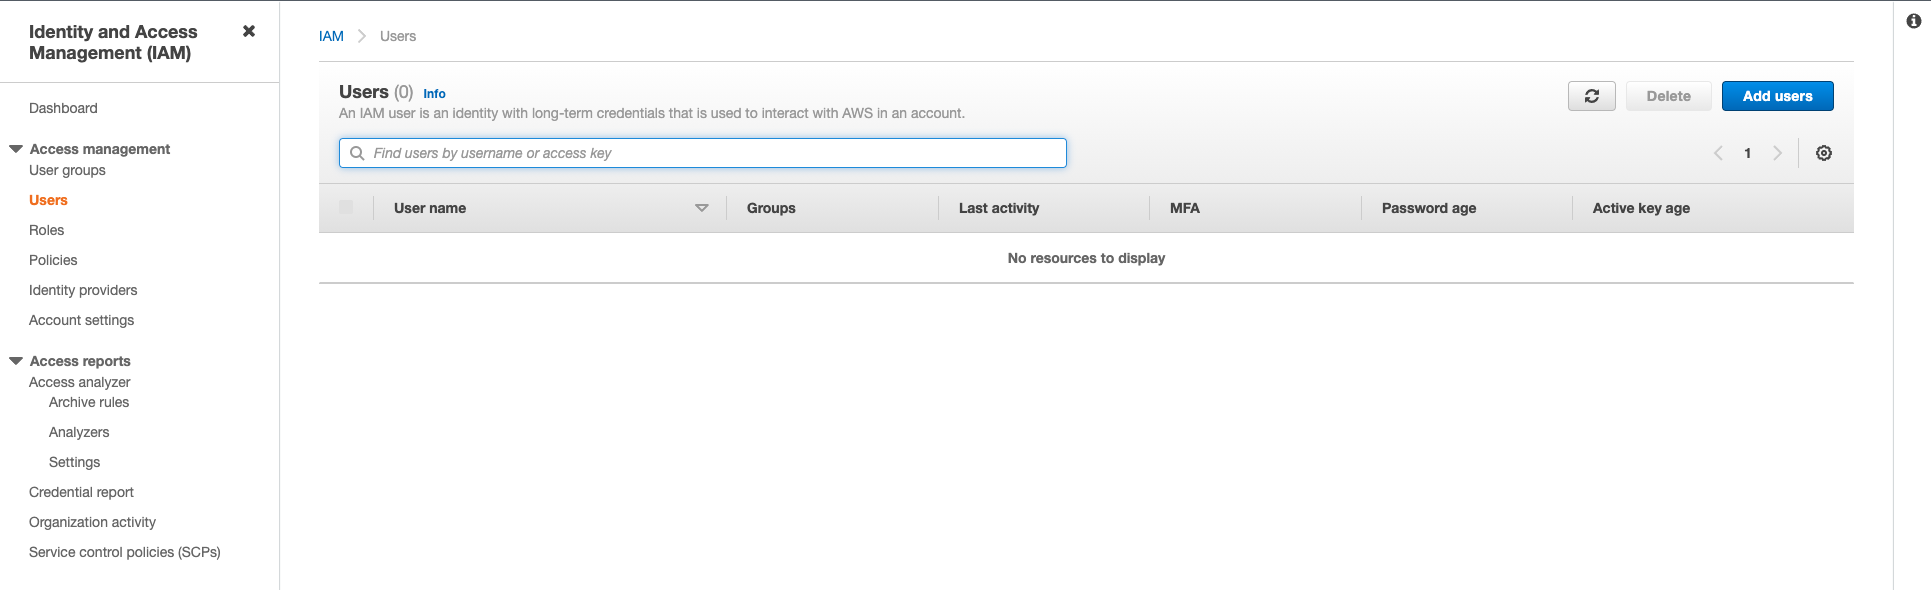 Identity and Access
Management (IAM)
Dashboard
Access management
User groups
Users
Roles
Policies
Identity providers
Account settings
Access reports
Access analyzer
Archive rules
Analyzers
Settings
Credential report
Organization activity
Service control policies (SCPs)
IAM > Users
Users (0) Info
An IAM user is an identity with long-term credentials that is used to interact with AWS in an account.
Delete
Add users
Find users by username or access key
1
User name Groups Last activity MFA Password age Active key age
No resources to display